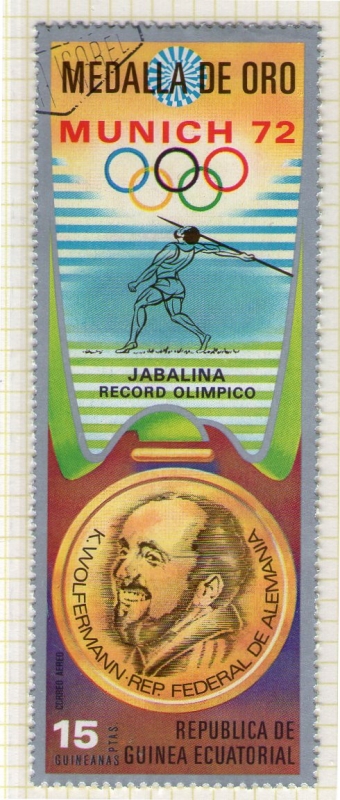 MEDALLA DE ORO
MUNICH 72
JABALINA
RECORD OLIMPICO
K. WOLFERMANN · REP. FEDERAL DE ALEMANIA
CORREO AEREO
15 PTAS
GUINEANAS
REPUBLICA DE
GUINEA ECUATORIAL